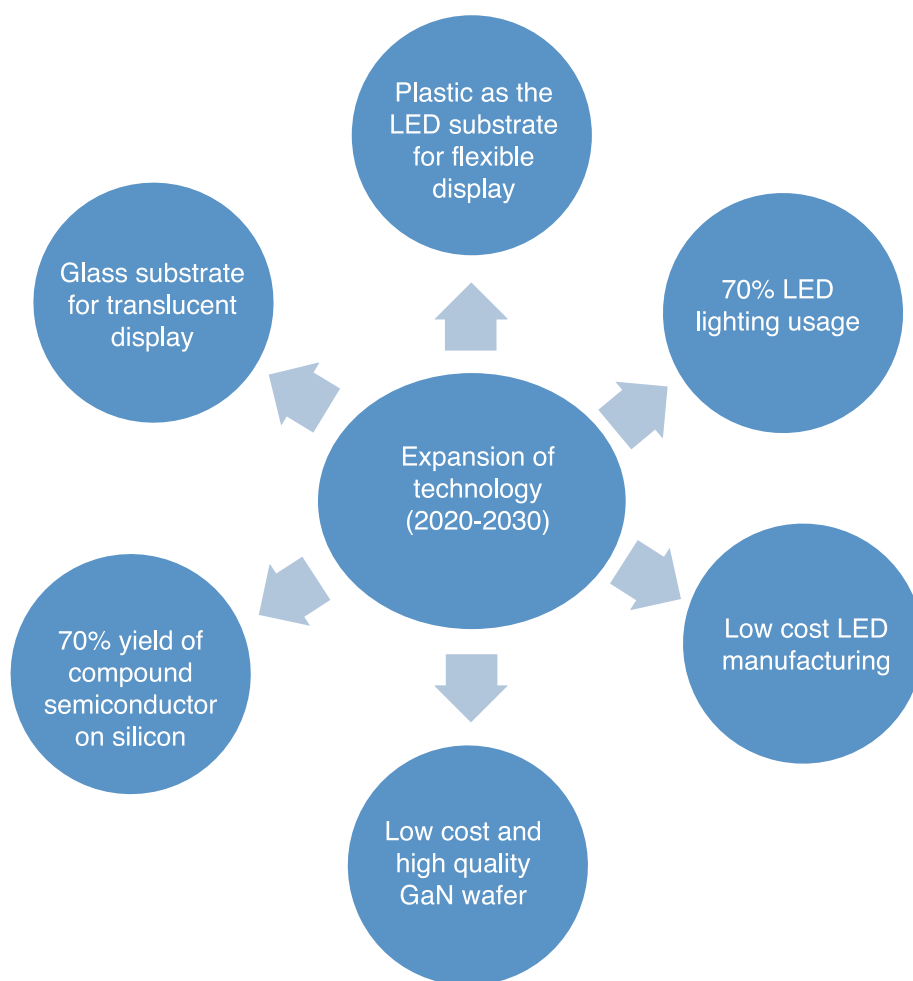 Plastic as the
LED substrate
for flexible
display
Glass substrate
for translucent
display
70% LED
lighting usage
Expansion of
technology
(2020-2030)
70% yield of
compound
semiconductor
on silicon
Low cost LED
manufacturing
Low cost and
high quality
GaN wafer